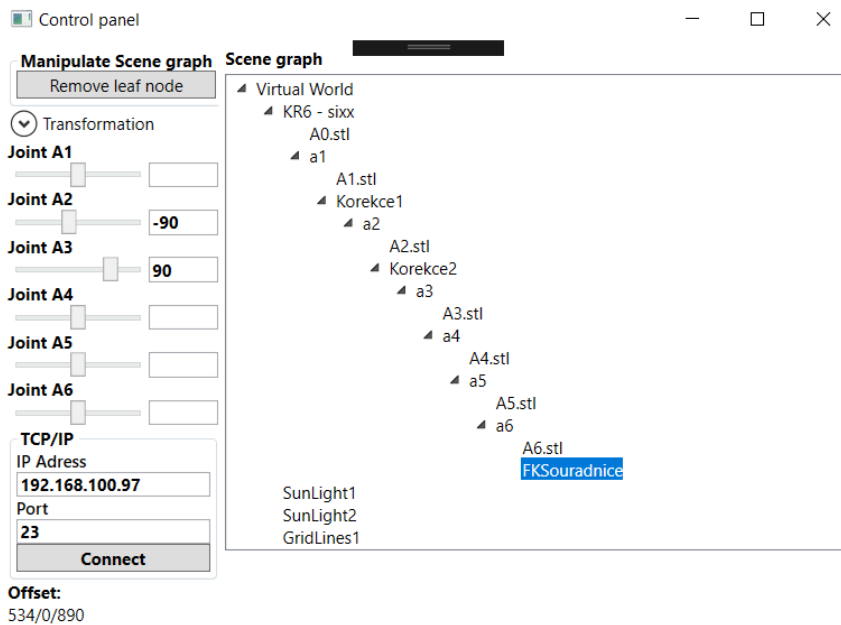 Control panel
Manipulate Scene graph
Remove leaf node
Transformation
Joint A1
Joint A2
-90
Joint A3
90
Joint A4
Joint A5
Joint A6
TCP/IP
IP Adress
192.168.100.97
Port
23
Connect
Offset:
534/0/890
Scene graph
Virtual World
KR6 - sixx
A0.stl
a1
A1.stl
Korekce1
a2
A2.stl
Korekce2
a3
A3.stl
a4
A4.stl
a5
A5.stl
a6
A6.stl
FKSouradnice
SunLight1
SunLight2
GridLines1